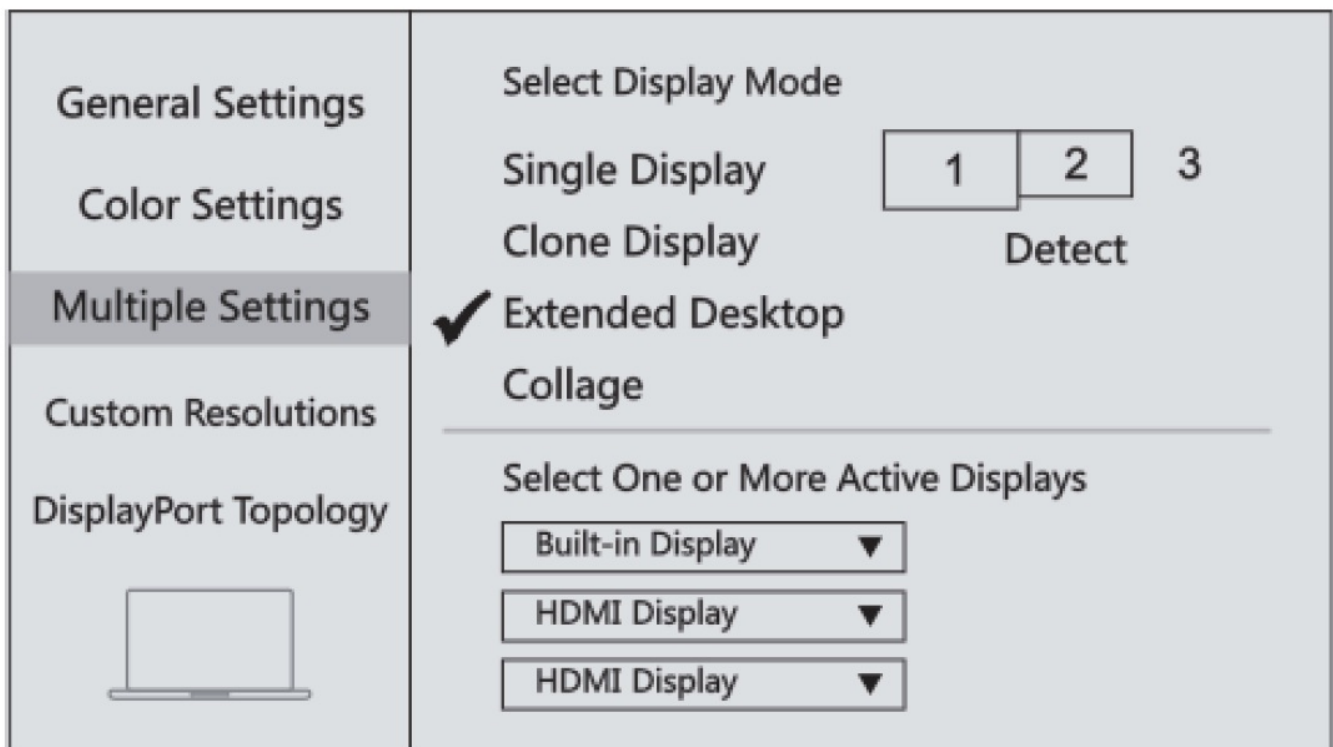 General Settings
Color Settings
Multiple Settings
Custom Resolutions
DisplayPort Topology
Select Display Mode
Single Display
Clone Display
Extended Desktop
Collage
1 2 3
Detect
Select One or More Active Displays
Built-in Display
HDMI Display
HDMI Display